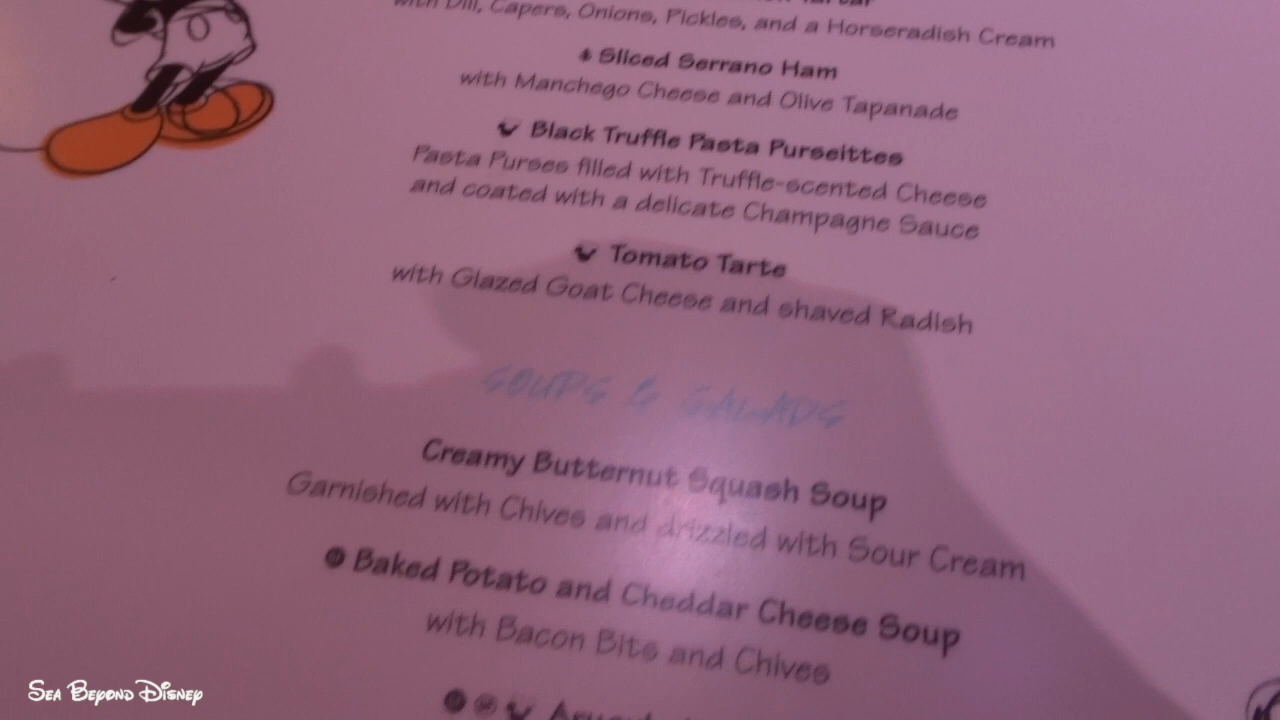 with Dill, Capers, Onions, Pickles, and a Horseradish Cream
Sliced Serrano Ham
with Manchego Cheese and Olive Tapanade
Black Truffle Pasta Purseittes
Pasta Purses filled with Truffle-scented Cheese
and coated with a delicate Champagne Sauce
Tomato Tarte
with Glazed Goat Cheese and shaved Radish
SOUPS & SALADS
Creamy Butternut Squash Soup
Garnished with Chives and drizzled with Sour Cream
Baked Potato and Cheddar Cheese Soup
with Bacon Bits and Chives
Sea Beyond Disney